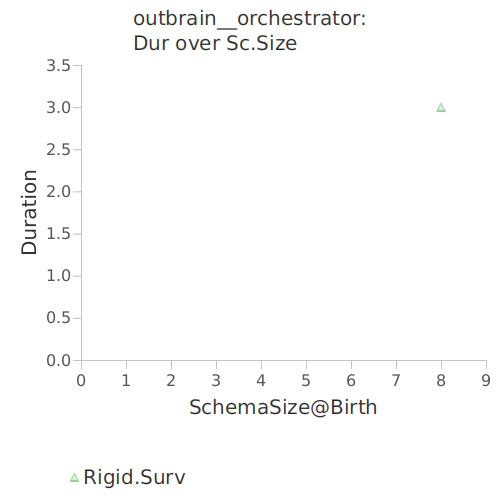 outbrain__orchestrator:
Dur over Sc.Size
3.5
3.0
2.5
2.0
1.5
1.0
0.5
0.0
Duration
0 1 2 3 4 5 6 7 8 9
SchemaSize@Birth
Rigid.Surv